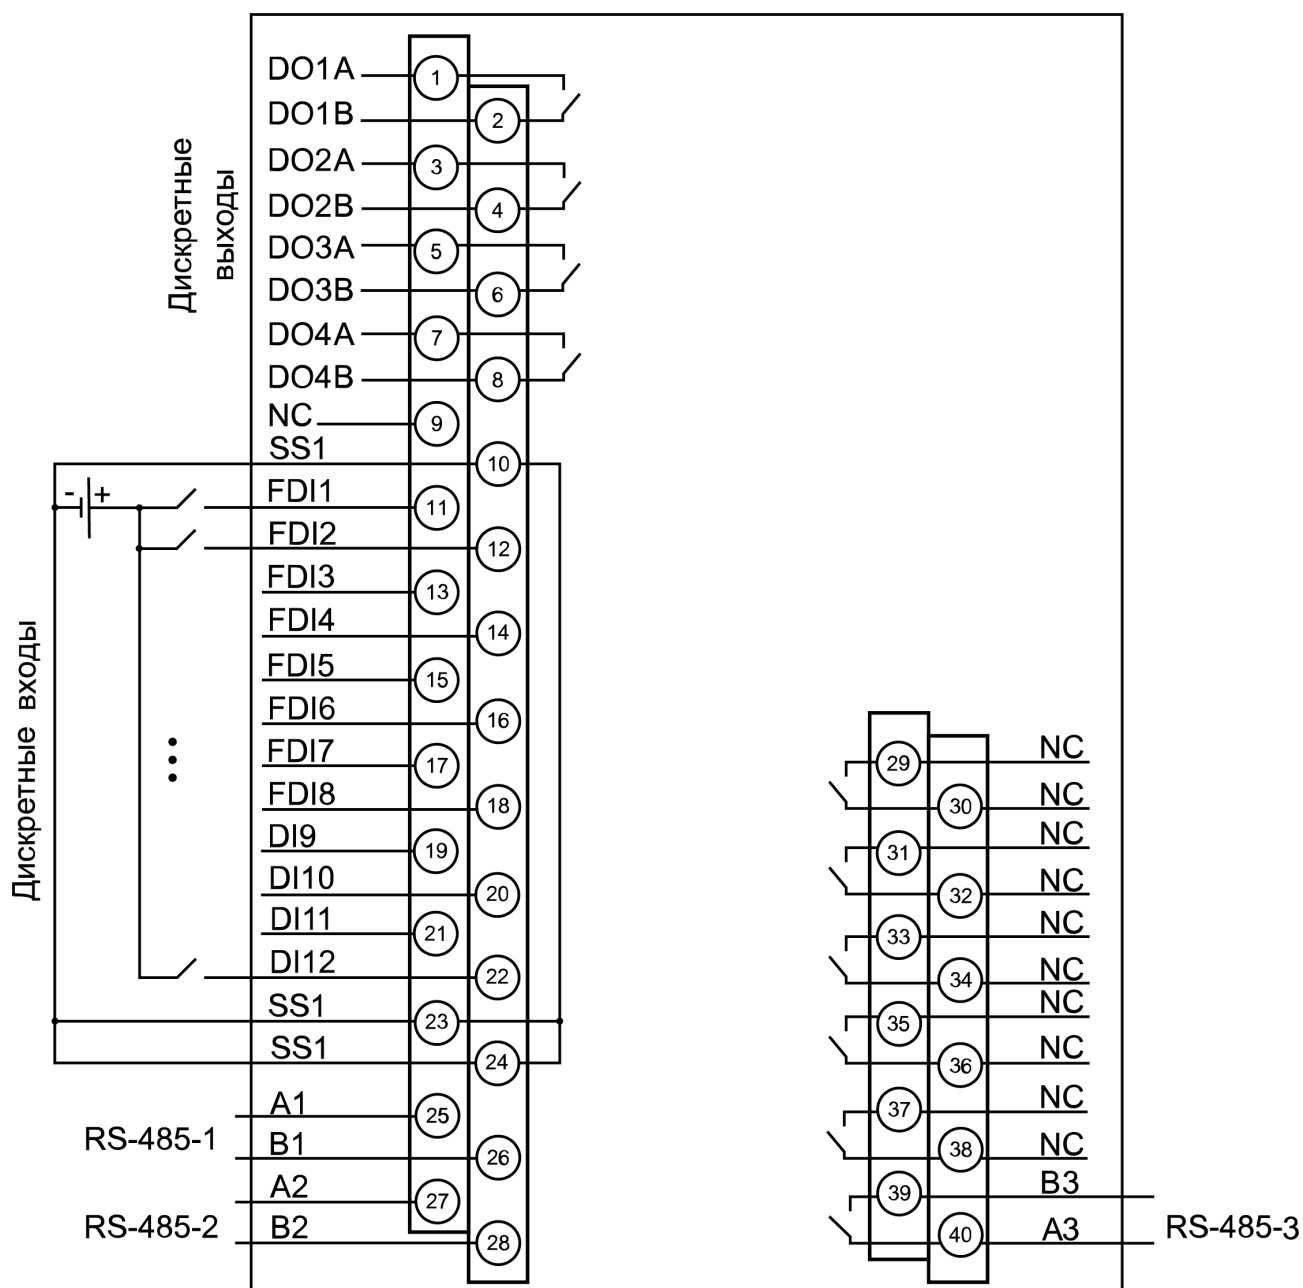 Дискретные
выходы
DO1A 1
DO1B 2
DO2A 3
DO2B 4
DO3A 5
DO3B 6
DO4A 7
DO4B 8
NC 9
SS1 10
- +
FDI1 11
FDI2 12
FDI3 13
FDI4 14
FDI5 15
FDI6 16
FDI7 17
FDI8 18
DI9 19
DI10 20
DI11 21
DI12 22
SS1 23
SS1 24
Дискретные входы
RS-485-1
A1 25
B1 26
RS-485-2
A2 27
B2 28
29 NC
30 NC
31 NC
32 NC
33 NC
34 NC
35 NC
36 NC
37 NC
38 NC
39 B3
40 A3
RS-485-3